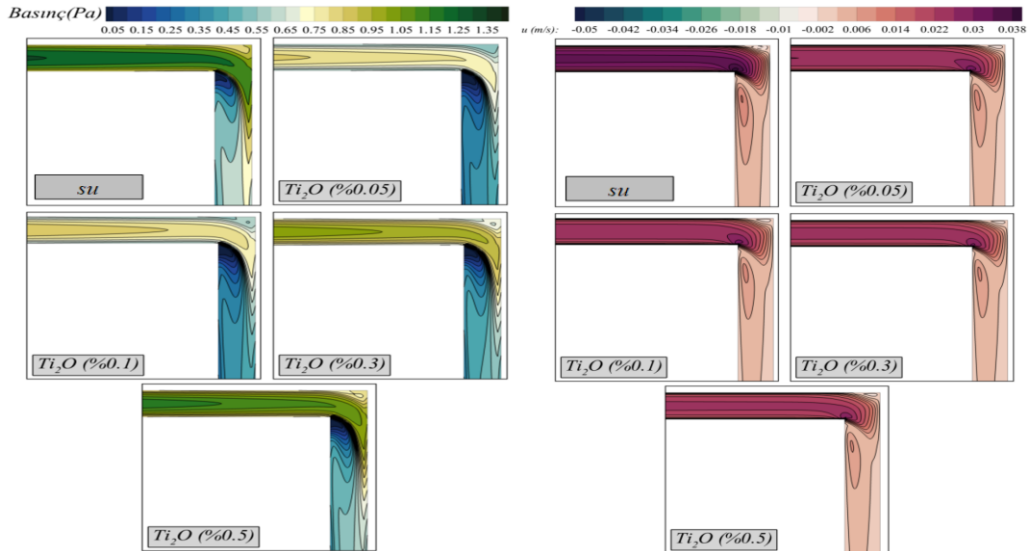 Basınç(Pa)
0.05 0.15 0.25 0.35 0.45 0.55 0.65 0.75 0.85 0.95 1.05 1.15 1.25 1.35
u (m/s):
-0.05 -0.042 -0.034 -0.026 -0.018 -0.01 -0.002 0.006 0.014 0.022 0.03 0.038
su
Ti₂O (%0.05)
su
Ti₂O (%0.05)
Ti₂O (%0.1)
Ti₂O (%0.3)
Ti₂O (%0.1)
Ti₂O (%0.3)
Ti₂O (%0.5)
Ti₂O (%0.5)